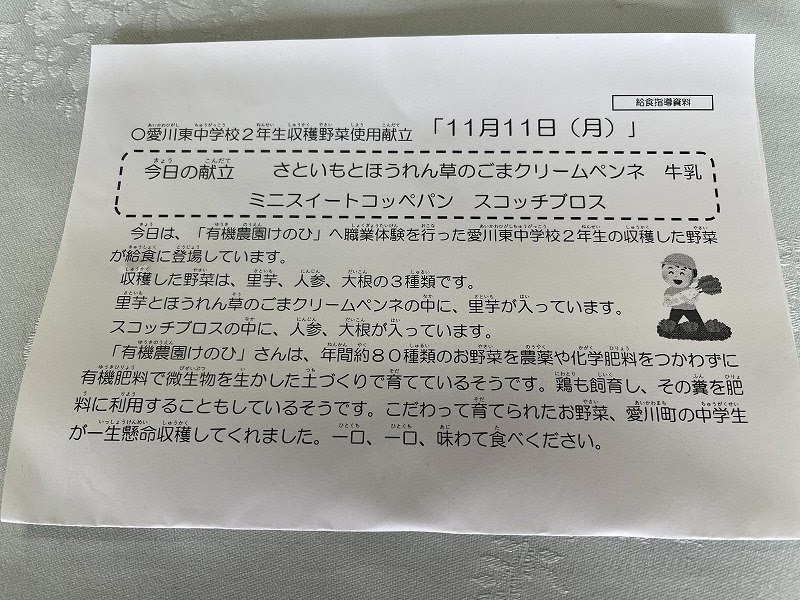 給食指導資料
○愛川東中学校２年生収穫野菜使用献立 「１１月１１日（月）」
今日の献立　さといもとほうれん草のごまクリームペンネ　牛乳
ミニスイートコッペパン　スコッチブロス
今日は、「有機農園けのひ」へ職業体験を行った愛川東中学校２年生の収穫した野菜
が給食に登場しています。
収穫した野菜は、里芋、人参、大根の３種類です。
里芋とほうれん草のごまクリームペンネの中に、里芋が入っています。
スコッチブロスの中に、人参、大根が入っています。
「有機農園けのひ」さんは、年間約８０種類のお野菜を農薬や化学肥料をつかわずに
有機肥料で微生物を生かした土づくりで育てているそうです。鶏も飼育し、その糞を肥
料に利用することもしているそうです。こだわって育てられたお野菜、愛川町の中学生
が一生懸命収穫してくれました。一口、一口、味わて食べください。